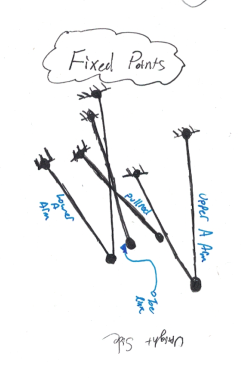 Fixed Points
Lower
A
Arm
Pullrod
Upper A Arm
Toe
link
Upright Side